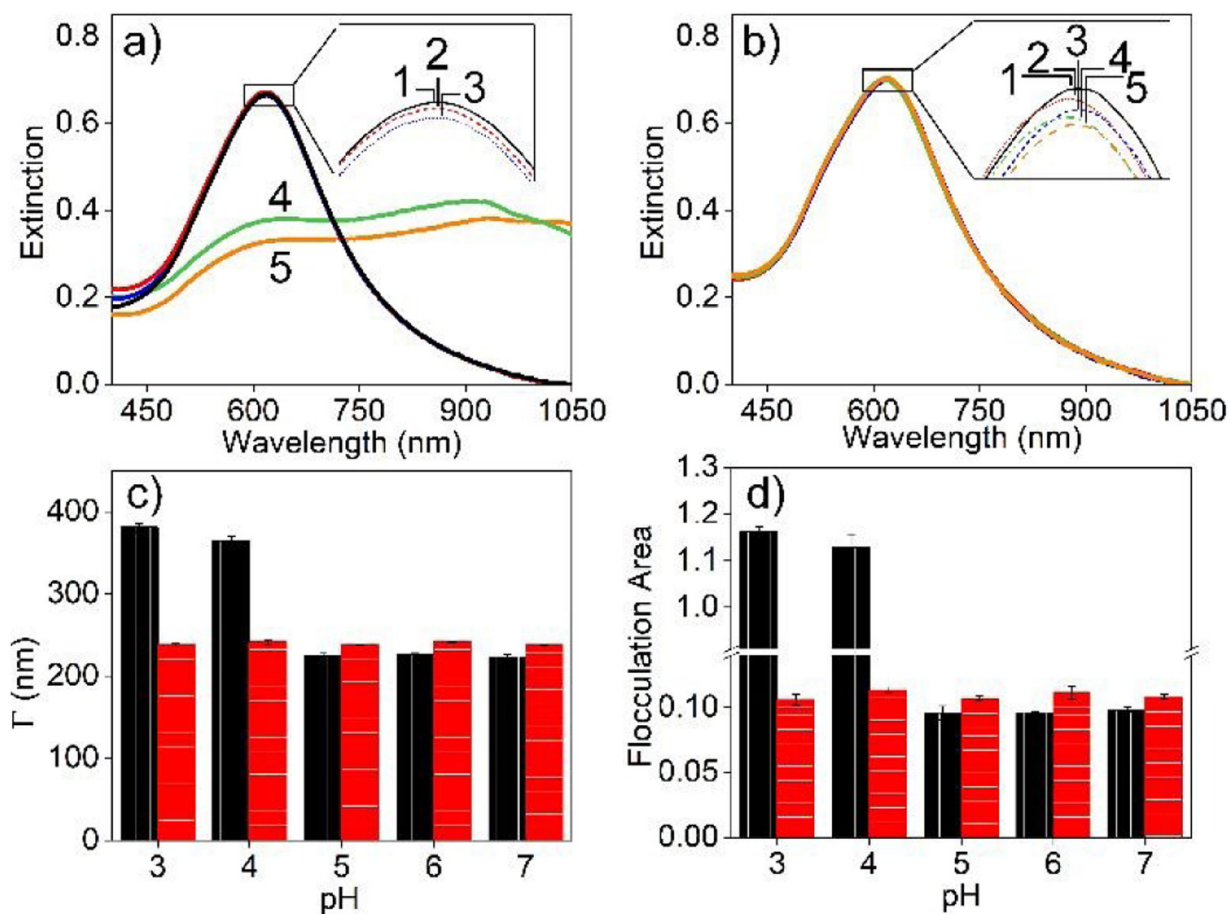 a)
0.8
0.6
0.4
0.2
0.0
Extinction
1
2
3
4
5
450 600 750 900 1050
Wavelength (nm)
b)
0.8
0.6
0.4
0.2
0.0
Extinction
1
2
3
4
5
450 600 750 900 1050
Wavelength (nm)
c)
400
300
200
100
0
Γ (nm)
3 4 5 6 7
pH
d)
1.3
1.2
1.1
1.0
0.10
0.05
0.00
Flocculation Area
3 4 5 6 7
pH